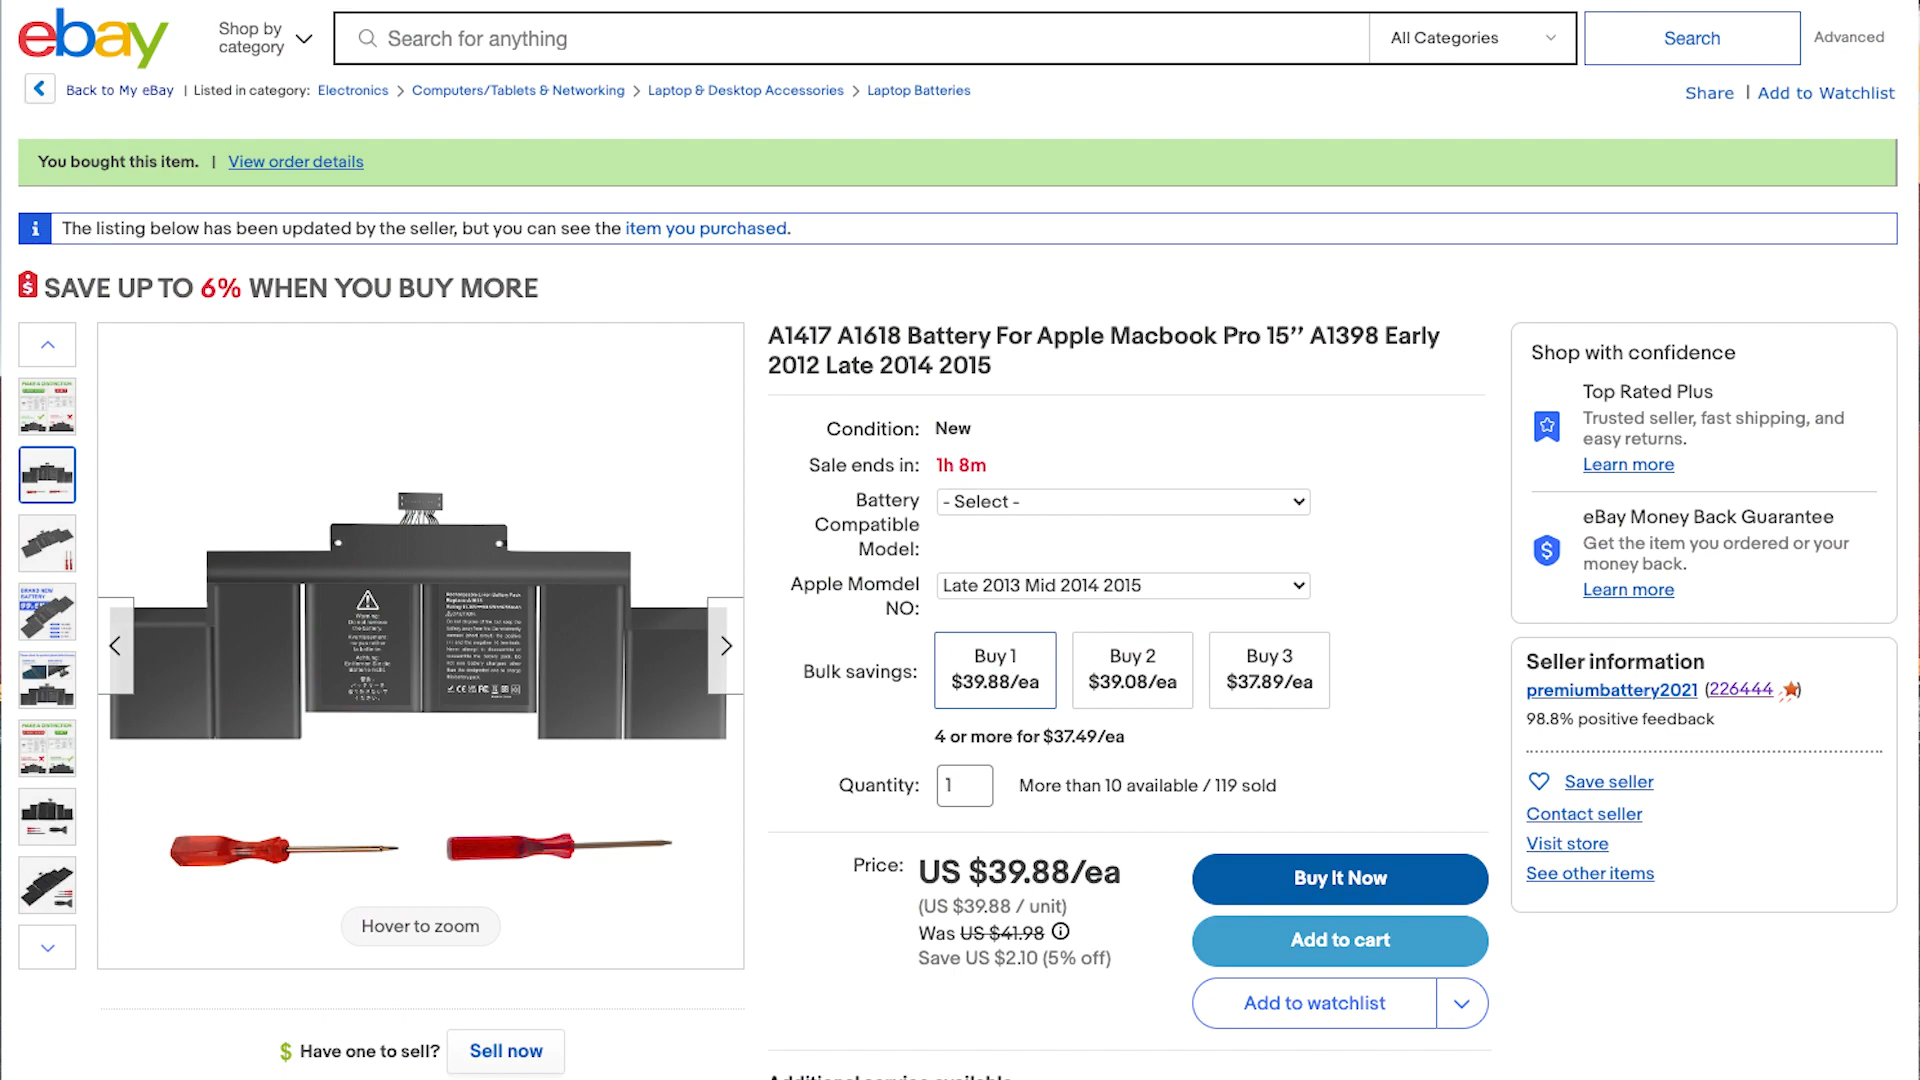 ebay
Shop by category
Search for anything
All Categories
Search
Advanced
Back to My eBay | Listed in category: Electronics > Computers/Tablets & Networking > Laptop & Desktop Accessories > Laptop Batteries
Share | Add to Watchlist
You bought this item. | View order details
The listing below has been updated by the seller, but you can see the item you purchased.
SAVE UP TO 6% WHEN YOU BUY MORE
A1417 A1618 Battery For Apple Macbook Pro 15’’ A1398 Early
2012 Late 2014 2015
Condition: New
Sale ends in: 1h 8m
Battery Compatible Model: - Select -
Apple Momdel NO: Late 2013 Mid 2014 2015
Bulk savings:
Buy 1
$39.88/ea
Buy 2
$39.08/ea
Buy 3
$37.89/ea
4 or more for $37.49/ea
Quantity: 1 More than 10 available / 119 sold
Price: US $39.88/ea
(US $39.88 / unit)
Was US $41.98
Save US $2.10 (5% off)
Buy It Now
Add to cart
Add to watchlist
Hover to zoom
$ Have one to sell? Sell now
Shop with confidence
Top Rated Plus
Trusted seller, fast shipping, and
easy returns.
Learn more
eBay Money Back Guarantee
Get the item you ordered or your
money back.
Learn more
Seller information
premiumbattery2021 (226444)
98.8% positive feedback
Save seller
Contact seller
Visit store
See other items